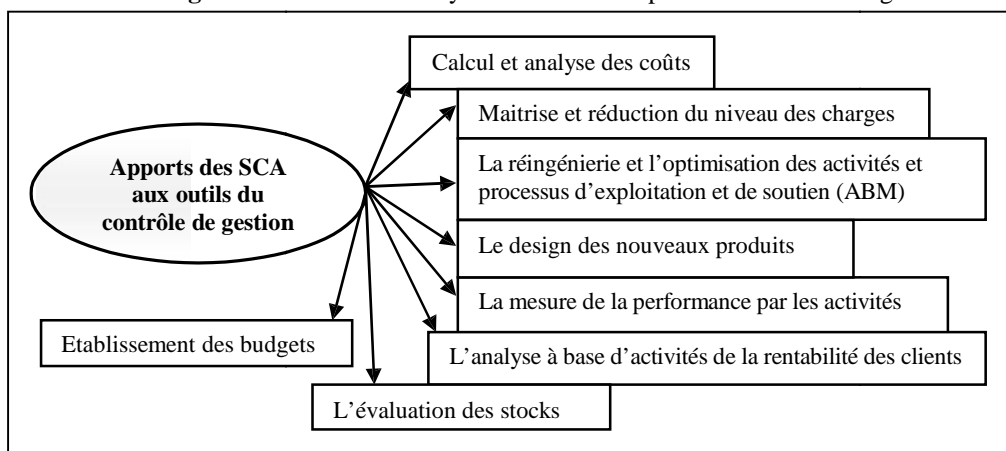 Calcul et analyse des coûts
Maitrise et réduction du niveau des charges
Apports des SCA
aux outils du
contrôle de gestion
La réingénierie et l’optimisation des activités et
processus d’exploitation et de soutien (ABM)
Le design des nouveaux produits
La mesure de la performance par les activités
Etablissement des budgets
L’analyse à base d’activités de la rentabilité des clients
L’évaluation des stocks